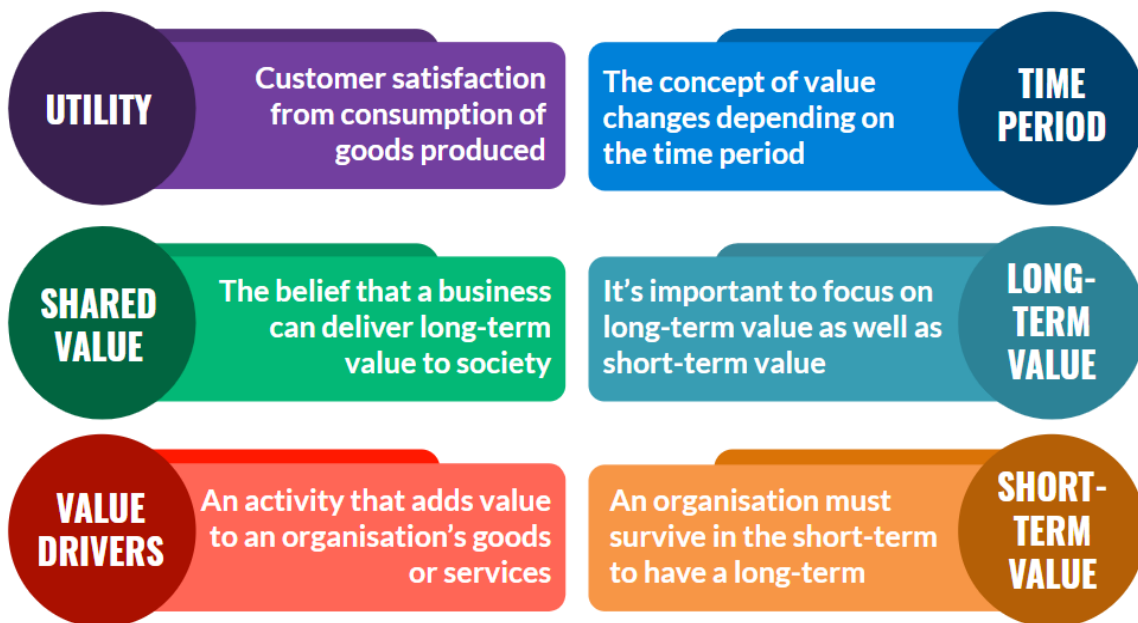 UTILITY
Customer satisfaction
from consumption of
goods produced
The concept of value
changes depending on
the time period
TIME
PERIOD
SHARED
VALUE
The belief that a business
can deliver long-term
value to society
It's important to focus on
long-term value as well as
short-term value
LONG-
TERM
VALUE
VALUE
DRIVERS
An activity that adds value
to an organisation's goods
or services
An organisation must
survive in the short-term
to have a long-term
SHORT-
TERM
VALUE